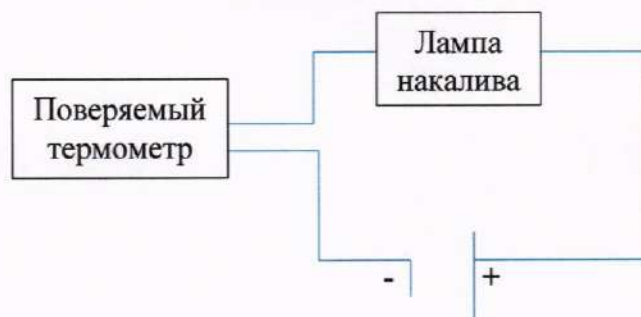 Лампа
накалива
Поверяемый
термометр
- +